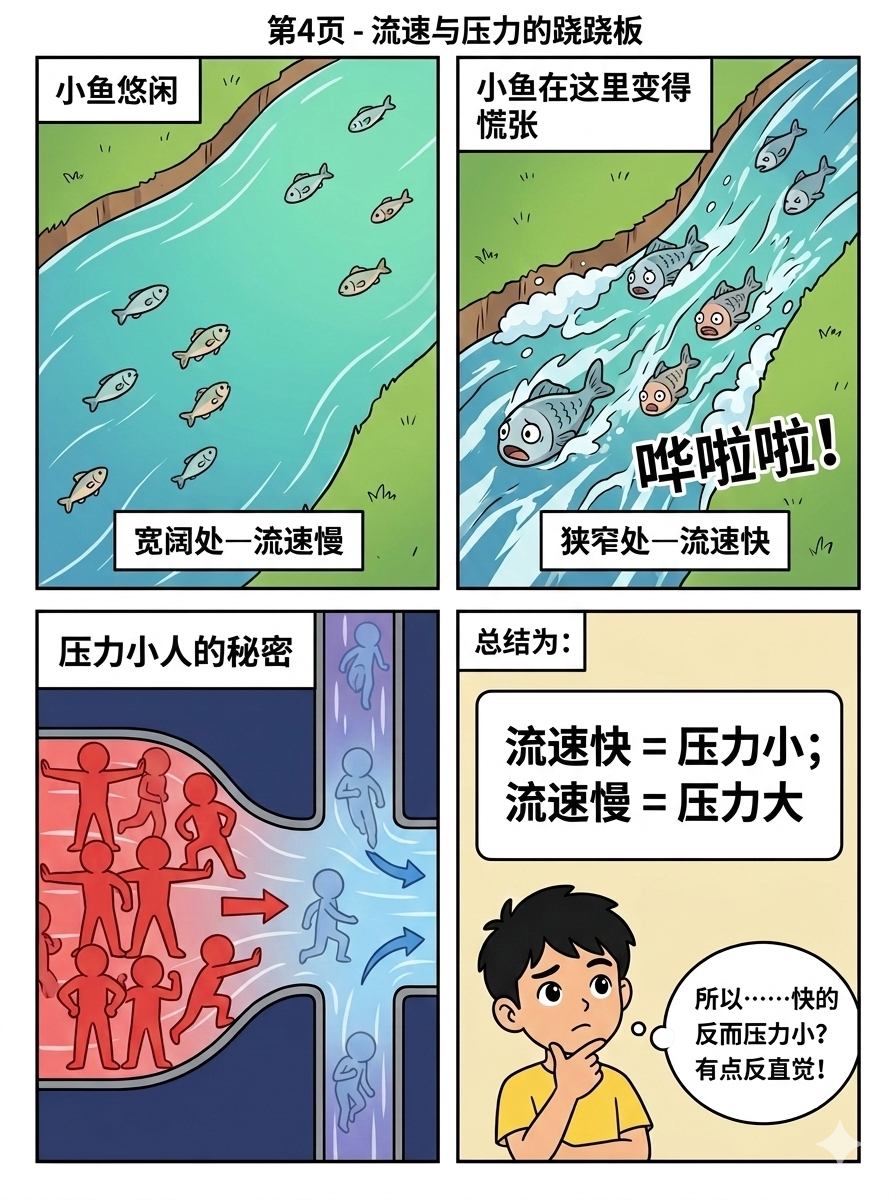 第4页 - 流速与压力的跷跷板
小鱼悠闲
宽阔处—流速慢
小鱼在这里变得
慌张
哗啦啦！
狭窄处—流速快
压力小人的秘密
总结为：
流速快 = 压力小；
流速慢 = 压力大
所以……快的
反而压力小？
有点反直觉！